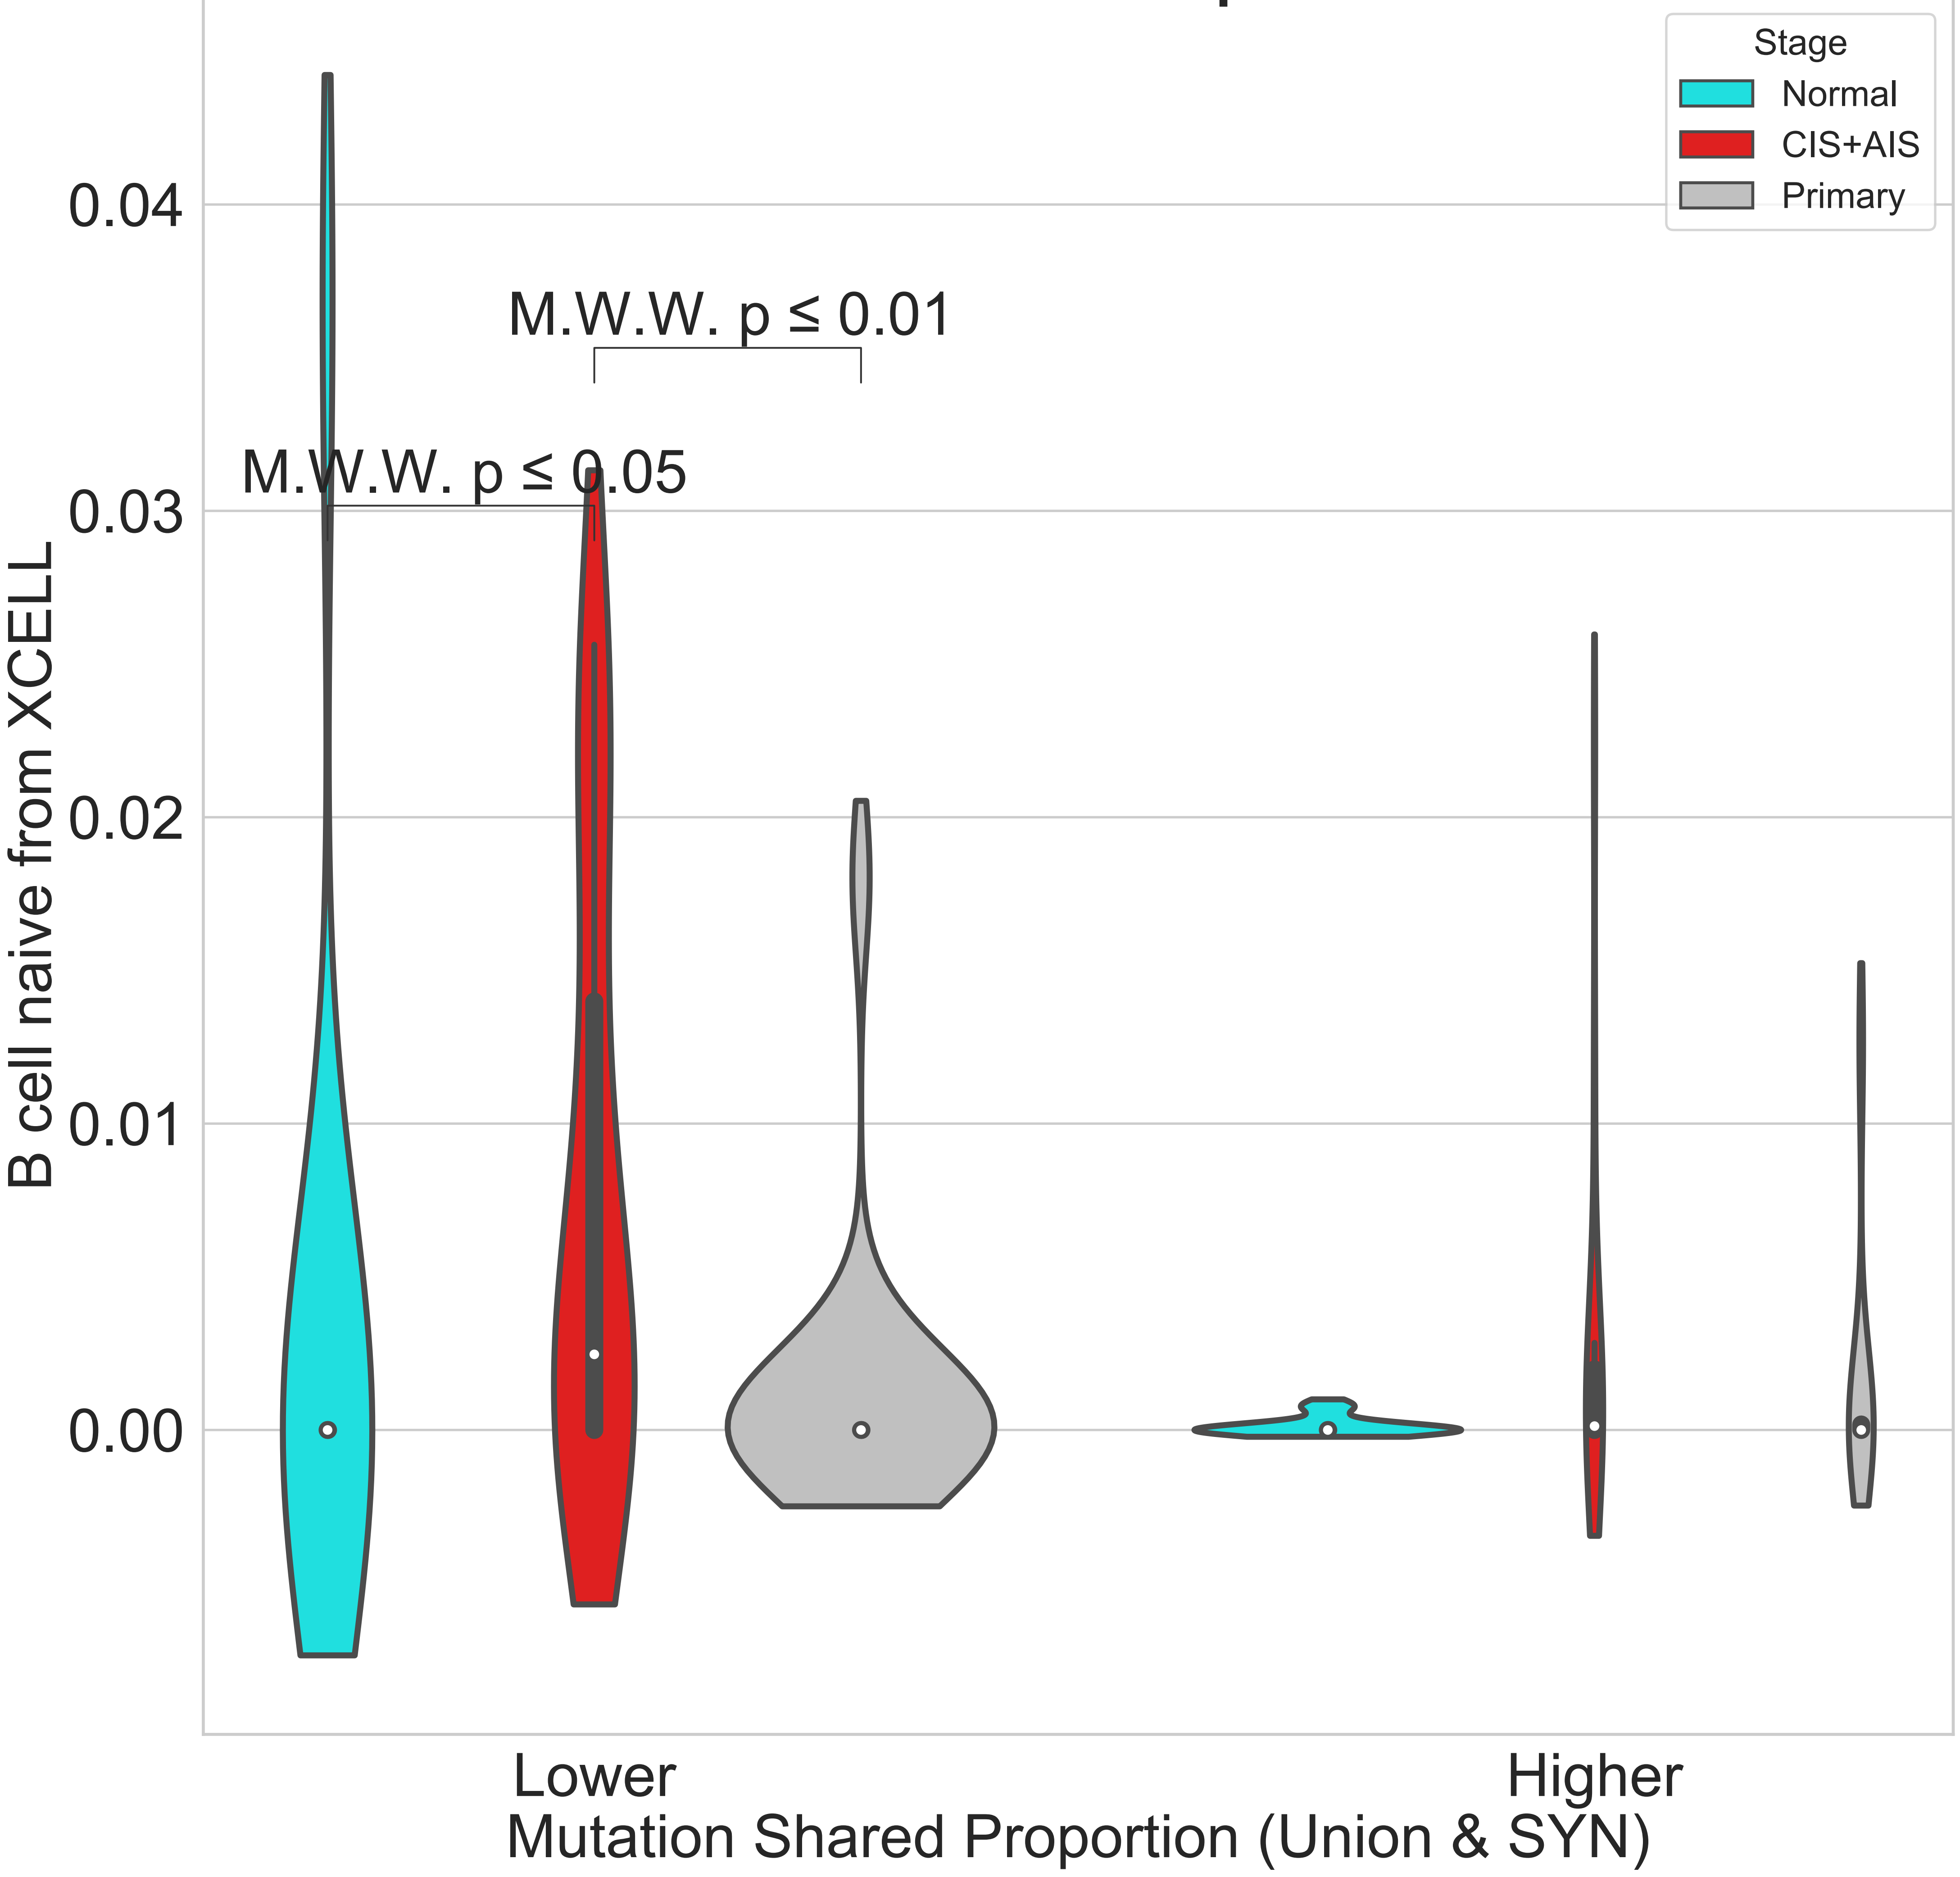 Stage
Normal
CIS+AIS
Primary
0.04
M.W.W. p ≤ 0.01
M.W.W. p ≤ 0.05
0.03
0.02
0.01
0.00
B cell naive from XCELL
Lower
Higher
Mutation Shared Proportion (Union & SYN)